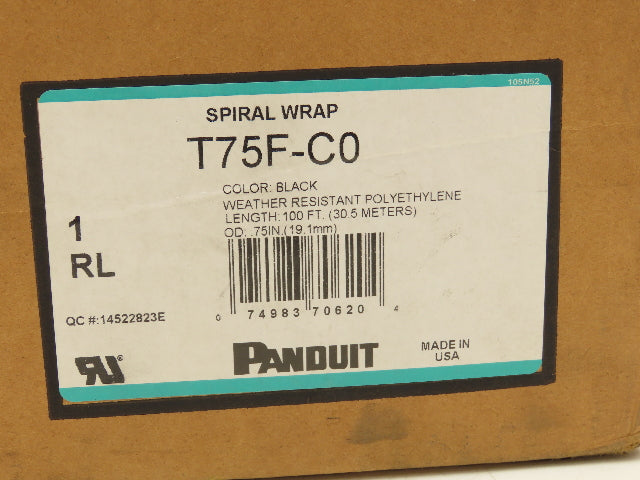 105N52
SPIRAL WRAP
T75F-C0
COLOR: BLACK
WEATHER RESISTANT POLYETHYLENE
LENGTH: 100 FT. (30.5 METERS)
OD: .75IN.(19.1mm)
1
RL
QC #:14522823E
0 74983 70620 4
RU
PANDUIT
MADE IN
USA